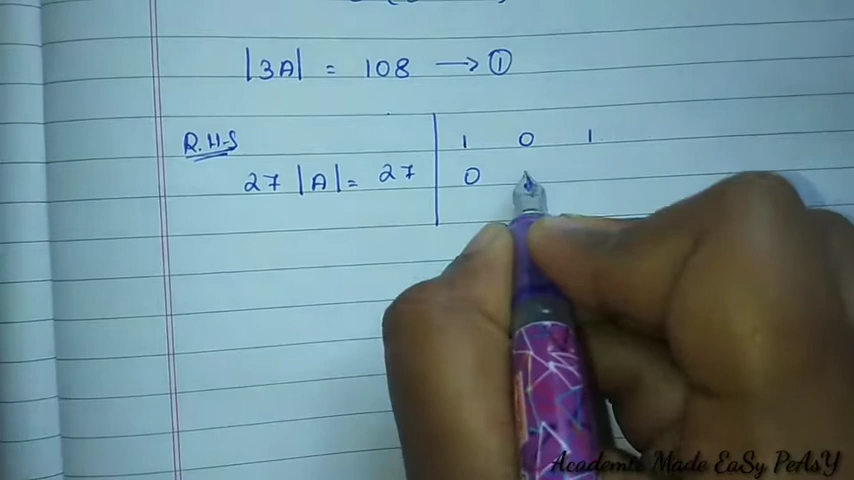 |3A| = 108 → ①
R.H.S
27 |A| = 27 | 1 0 1
0
Academic Made EaSy PeAsY